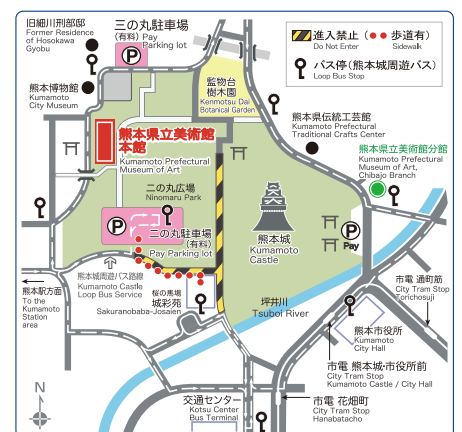 旧細川刑部邸
Former Residence
of Hosokawa
Gyobu
三の丸駐車場
(有料) Pay
Parking lot
P
進入禁止 ( 歩道有)
Do Not Enter
Sidewalk
バス停(熊本城周遊バス)
Loop Bus Stop
熊本博物館
Kumamoto
City Museum
監物台
樹木園
Kenmotsu Dai
Botanical Garden
熊本県伝統工芸館
Kumamoto Prefectural
Traditional Crafts Center
熊本県立美術館
本館
Kumamoto Prefectural
Museum of Art
熊本県立美術館分館
Kumamoto Prefectural
Museum of Art,
Chibajo Branch
二の丸広場
Ninomaru Park
P
二の丸駐車場
(有料)
Pay Parking lot
熊本城
Kumamoto
Castle
P
Pay
熊本城周遊バス路線
Kumamoto Castle
Loop Bus Service
熊本駅方面
To the
Kumamoto
Station
area
桜の馬場
城彩苑
Sakuranobaba-Josaien
坪井川
Tsuboi River
市電 通町筋
City Tram Stop
Torichosuji
熊本市役所
Kumamoto
City Hall
市電 熊本城・市役所前
City Tram Stop
Kumamoto Castle / City Hall
N
交通センター
Kotsu Center
Bus Terminal
市電 花畑町
City Tram Stop
Hanabatacho